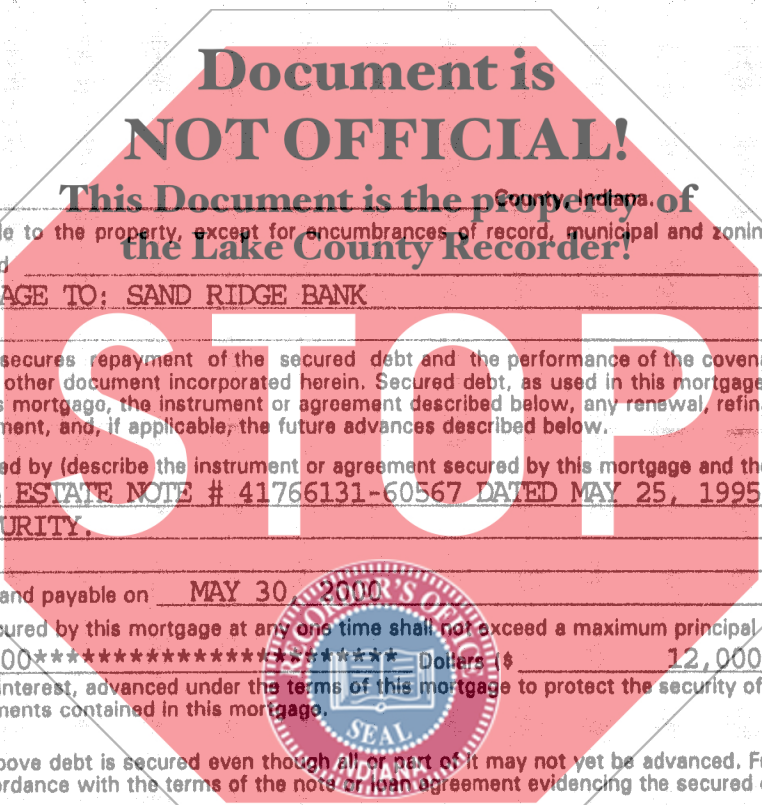 Document is
NOT OFFICIAL!
This Document is the property of
the Lake County Recorder!
County, Indiana.
le to the property, except for encumbrances of record, municipal and zonin
d
AGE TO: SAND RIDGE BANK
STOP
secures repayment of the secured debt and the performance of the covena
other document incorporated herein. Secured debt, as used in this mortgage
s mortgage, the instrument or agreement described below, any renewal, refin
ment, and, if applicable, the future advances described below.
ed by (describe the instrument or agreement secured by this mortgage and the
ESTATE NOTE # 41766131-60567 DATED MAY 25, 1995
URITY.
and payable on MAY 30, 2000
cured by this mortgage at any one time shall not exceed a maximum principal
00*********************** Dollars ($ 12,000
interest, advanced under the terms of this mortgage to protect the security of
ments contained in this mortgage.
RECORDER'S OFFICE
SEAL
INDIANA
bove debt is secured even though all or part of it may not yet be advanced. F
ordance with the terms of the note or loan agreement evidencing the secured